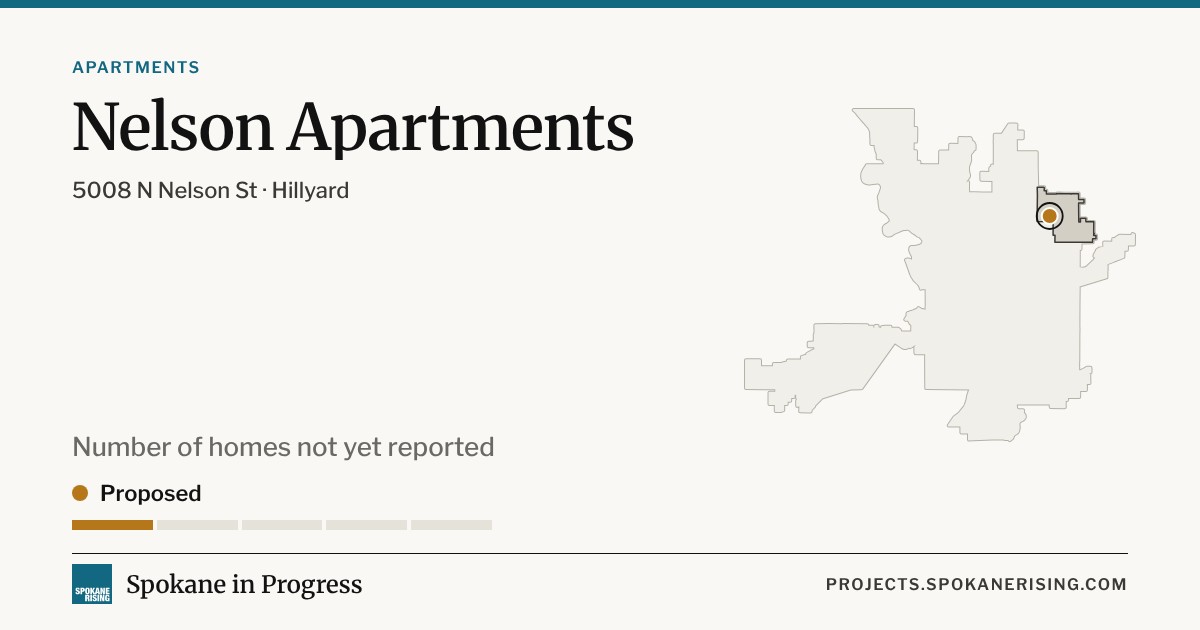 APARTMENTS
Nelson Apartments
5008 N Nelson St · Hillyard
Number of homes not yet reported
Proposed
SPOKANE
RISING
Spokane in Progress
PROJECTS.SPOKANERISING.COM